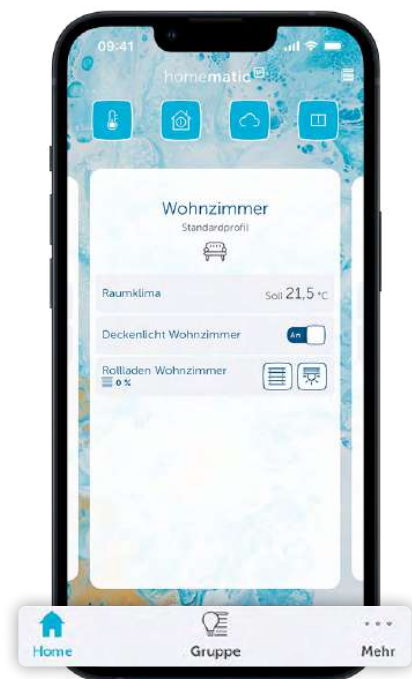 09:41
homematic IP
Wohnzimmer
Standardprofil
Raumklima Soll 21,5 °C
Deckenlicht Wohnzimmer An
Rollladen Wohnzimmer
0 %
Home Gruppe Mehr